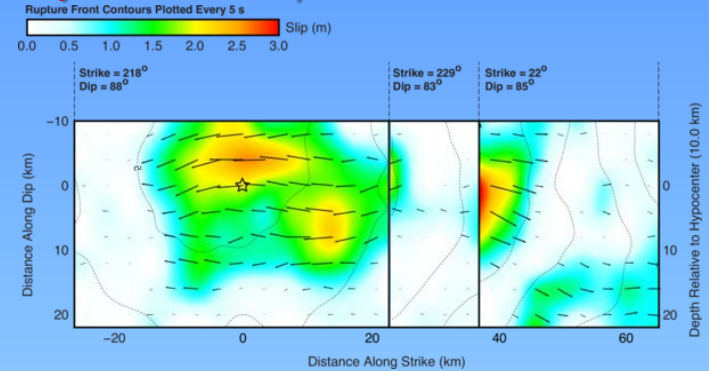 Rupture Front Contours Plotted Every 5 s
Slip (m)
0.0 0.5 1.0 1.5 2.0 2.5 3.0
Strike = 218°
Dip = 88°
Strike = 229°
Dip = 83°
Strike = 22°
Dip = 85°
−10
0
10
20
Distance Along Dip (km)
0
10
20
Depth Relative to Hypocenter (10.0 km)
−20 0 20 40 60
Distance Along Strike (km)